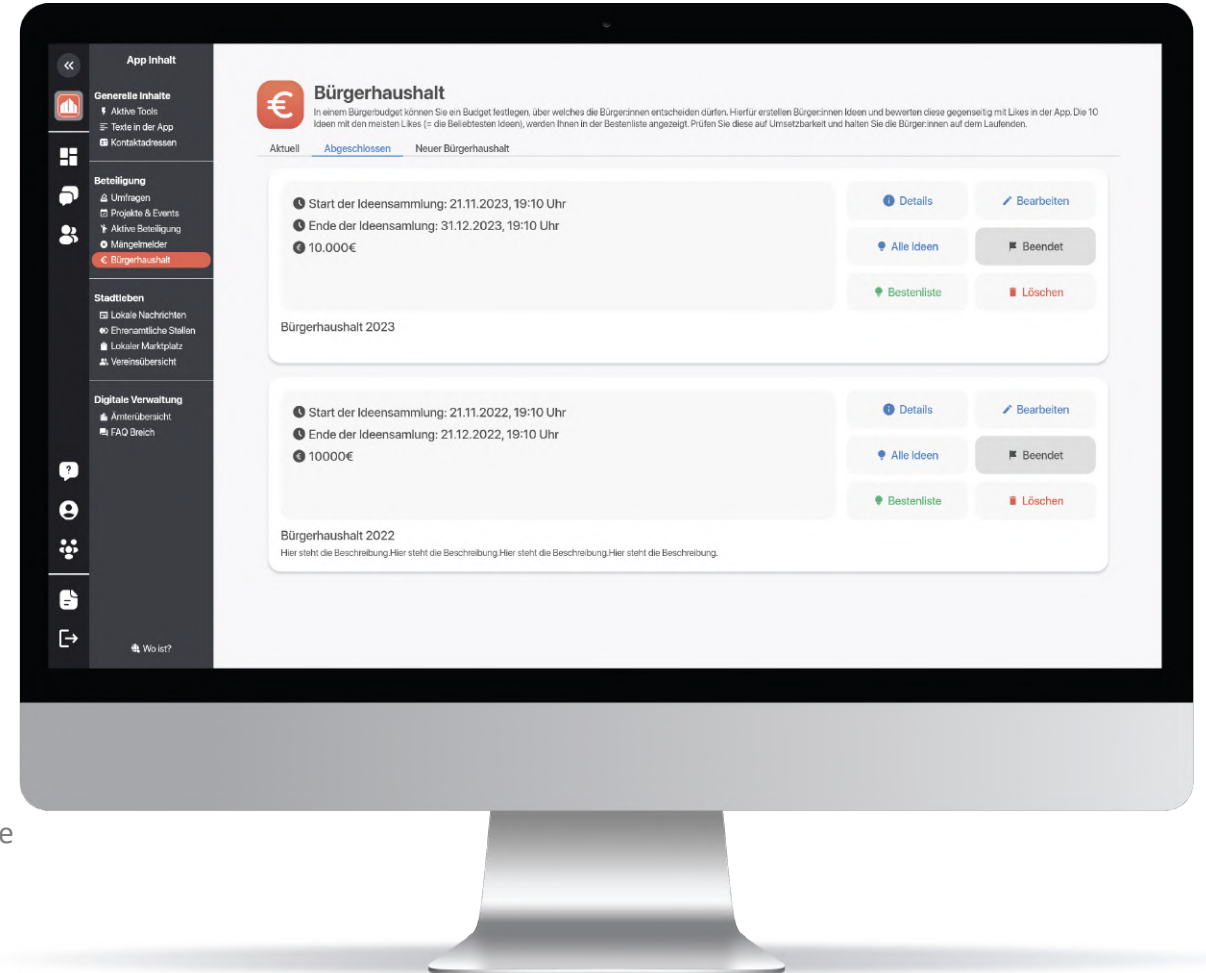 App Inhalt
Generelle Inhalte
Aktive Tools
Texte in der App
Kontaktadressen
Beteiligung
Umfragen
Projekte & Events
Aktive Beteiligung
Mängelmelder
Bürgerhaushalt
Stadtleben
Lokale Nachrichten
Ehrenamtliche Stellen
Lokaler Marktplatz
Vereinsübersicht
Digitale Verwaltung
Ämterübersicht
FAQ Breich
Wo ist?
Bürgerhaushalt
In einem Bürgerbudget können Sie ein Budget festlegen, über welches die Bürger:innen entscheiden dürfen. Hierfür erstellen Bürger:innen Ideen und bewerten diese gegenseitig mit Likes in der App. Die 10
Ideen mit den meisten Likes (= die Beliebtesten Ideen), werden Ihnen in der Bestenliste angezeigt. Prüfen Sie diese auf Umsetzbarkeit und halten Sie die Bürger:innen auf dem Laufenden.
Aktuell Abgeschlossen Neuer Bürgerhaushalt
Start der Ideensammlung: 21.11.2023, 19:10 Uhr
Ende der Ideensammlung: 31.12.2023, 19:10 Uhr
10.000€
Details Bearbeiten
Alle Ideen Beendet
Bestenliste Löschen
Bürgerhaushalt 2023
Start der Ideensammlung: 21.11.2022, 19:10 Uhr
Ende der Ideensamlung: 21.12.2022, 19:10 Uhr
10000€
Details Bearbeiten
Alle Ideen Beendet
Bestenliste Löschen
Bürgerhaushalt 2022
Hier steht die Beschreibung.Hier steht die Beschreibung.Hier steht die Beschreibung.Hier steht die Beschreibung.
e